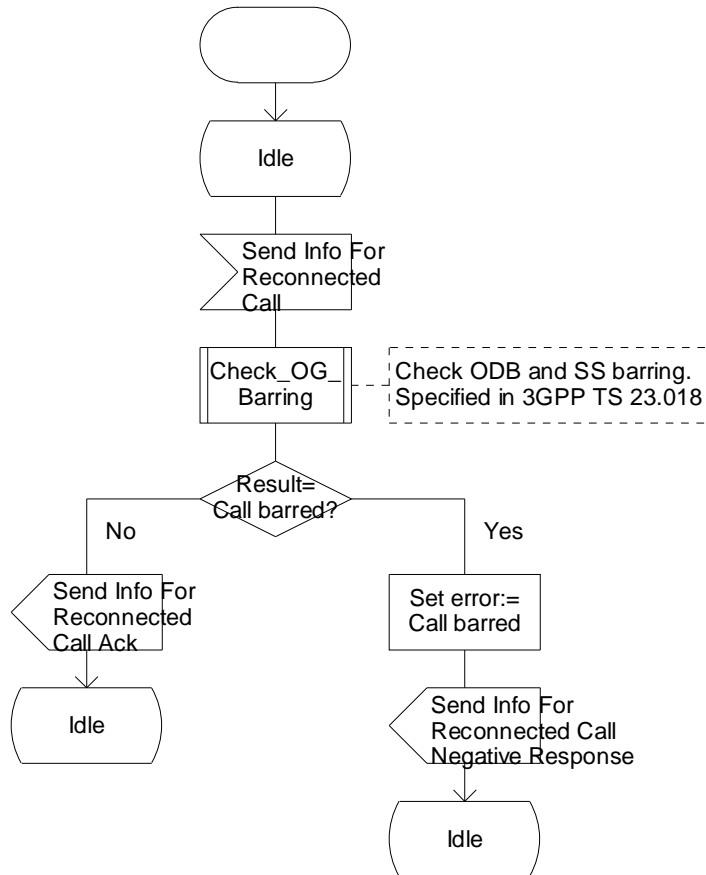 Idle
Send Info For
Reconnected
Call
Check_OG_
Barring
Check ODB and SS barring.
Specified in 3GPP TS 23.018
Result=
Call barred?
No
Yes
Send Info For
Reconnected
Call Ack
Set error:=
Call barred
Idle
Send Info For
Reconnected Call
Negative Response
Idle